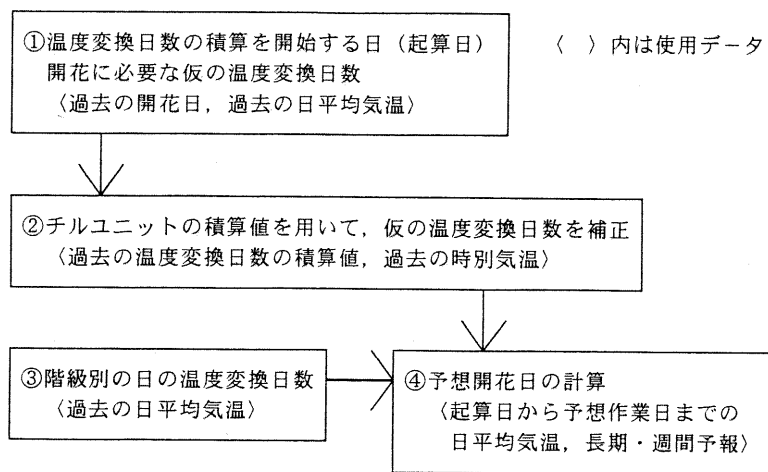 ①温度変換日数の積算を開始する日（起算日）
開花に必要な仮の温度変換日数
〈過去の開花日，過去の日平均気温〉
〈　〉内は使用データ
②チルユニットの積算値を用いて，仮の温度変換日数を補正
〈過去の温度変換日数の積算値，過去の時別気温〉
③階級別の日の温度変換日数
〈過去の日平均気温〉
④予想開花日の計算
〈起算日から予想作業日までの
日平均気温，長期・週間予報〉